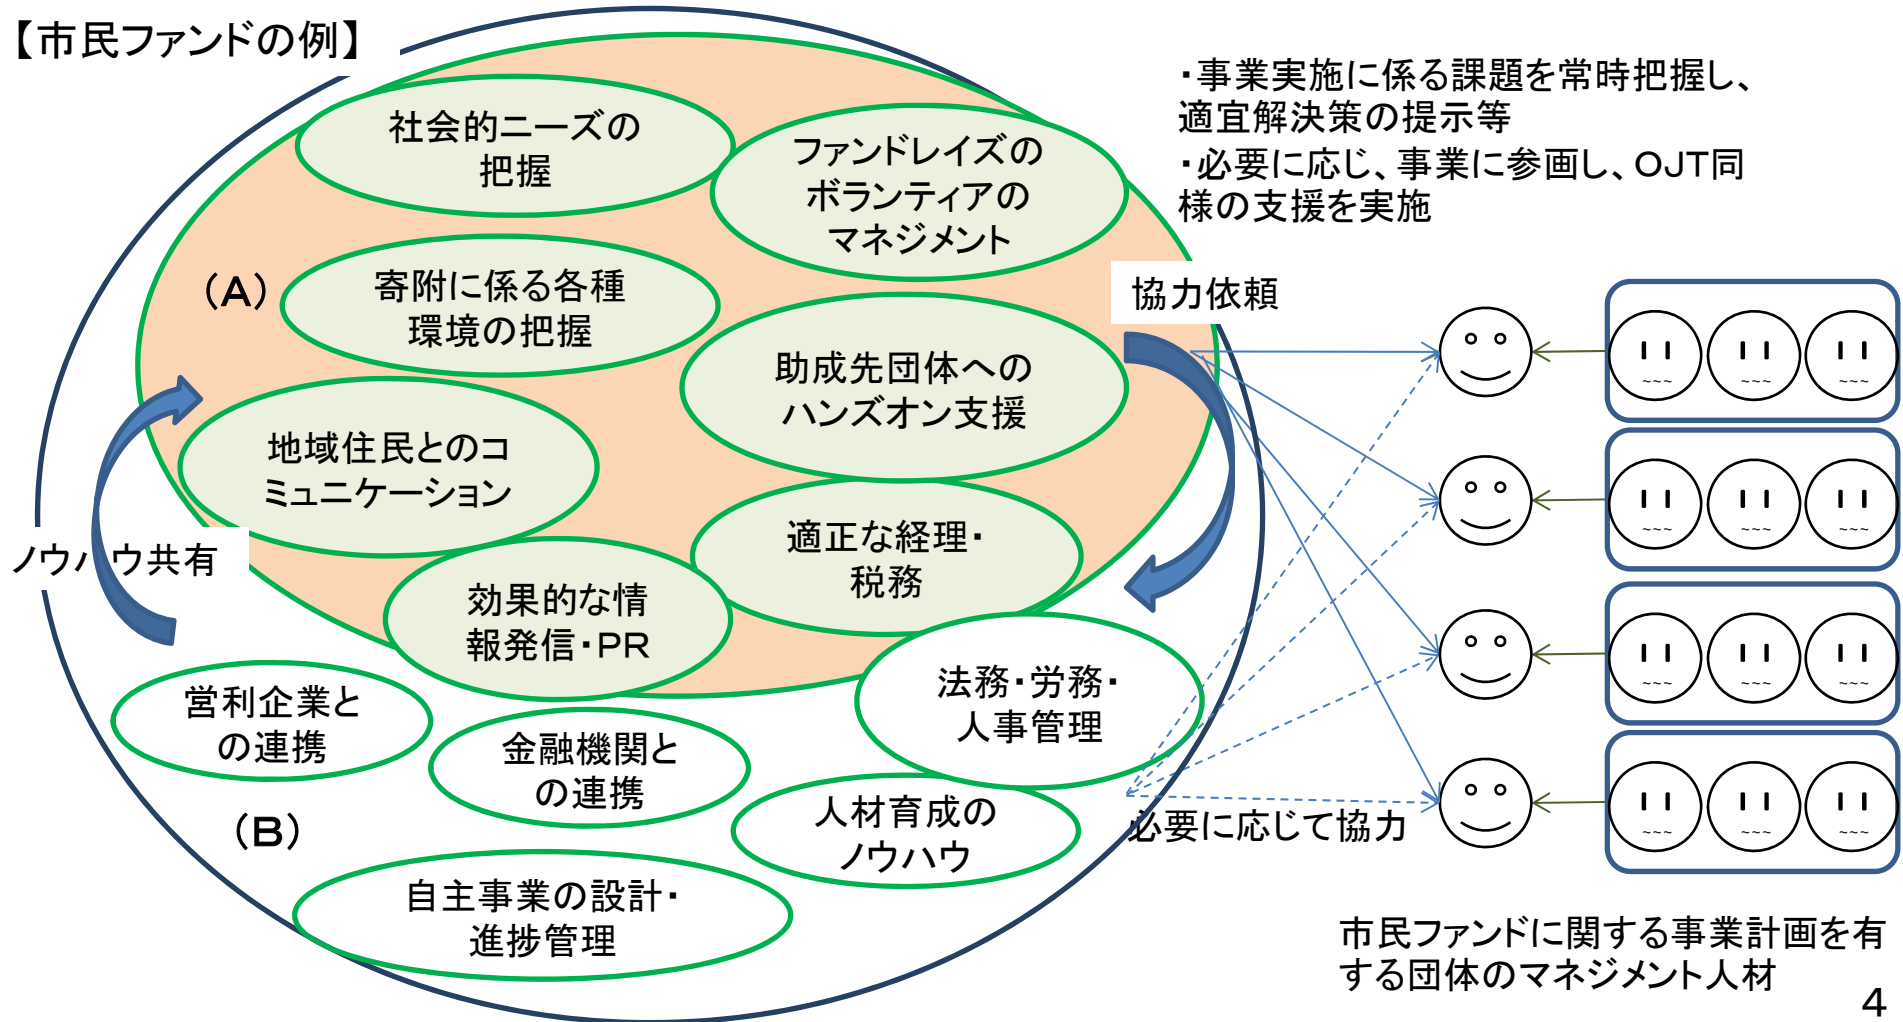 【市民ファンドの例】
社会的ニーズの
把握
ファンドレイズの
ボランティアの
マネジメント
・事業実施に係る課題を常時把握し、
適宜解決策の提示等
・必要に応じ、事業に参画し、OJT同
様の支援を実施
（A）
寄附に係る各種
環境の把握
協力依頼
助成先団体への
ハンズオン支援
地域住民とのコ
ミュニケーション
ノウハウ共有
適正な経理・
税務
効果的な情
報発信・PR
法務・労務・
人事管理
営利企業と
の連携
金融機関と
の連携
（B）
人材育成の
ノウハウ
必要に応じて協力
自主事業の設計・
進捗管理
~~~ ~~~ ~~~
~~~ ~~~ ~~~
~~~ ~~~ ~~~
~~~ ~~~ ~~~
市民ファンドに関する事業計画を有
する団体のマネジメント人材
4